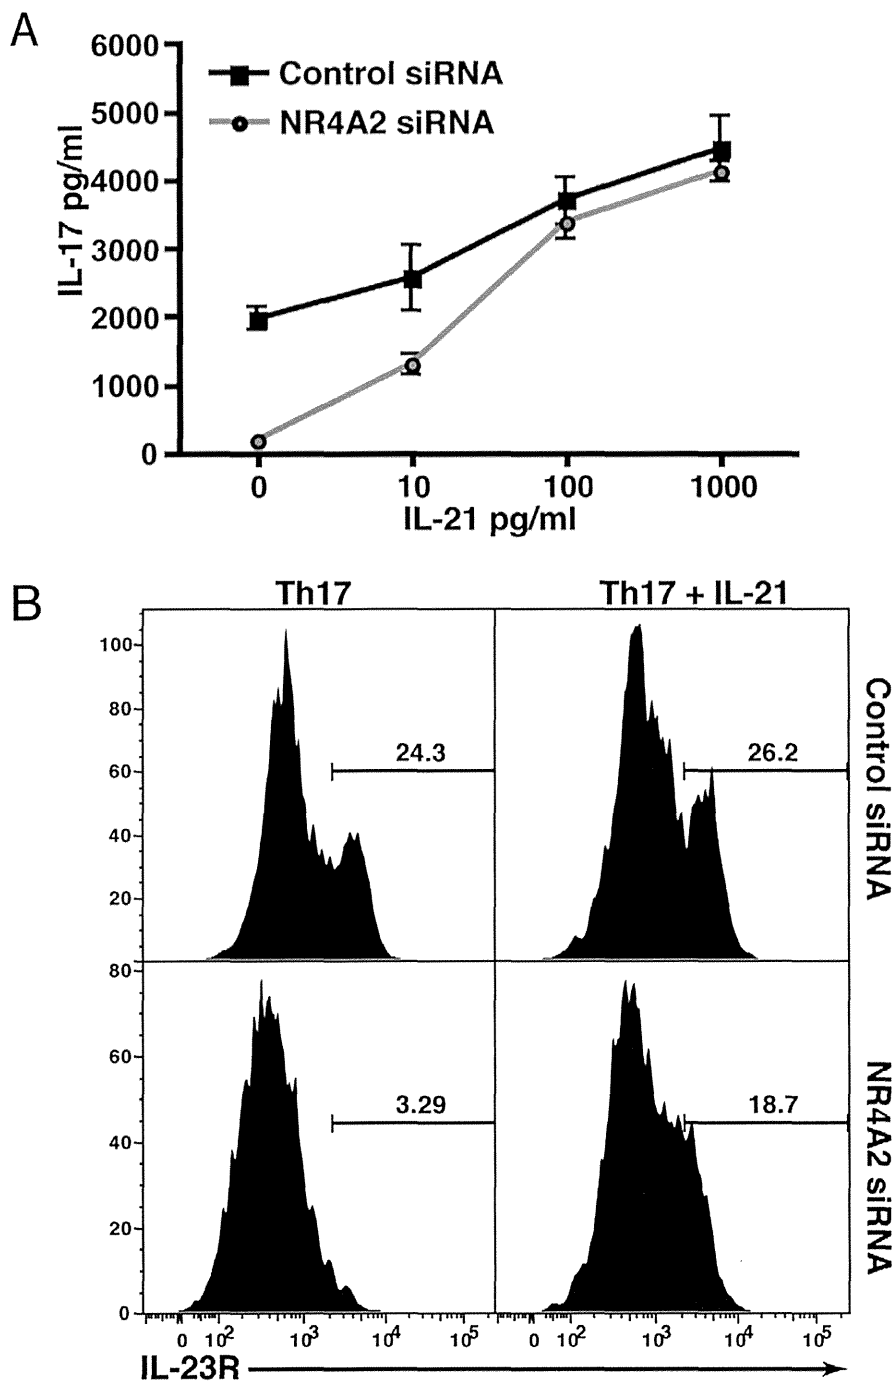 A
6000
5000
4000
3000
2000
1000
0
IL-17 pg/ml
Control siRNA
NR4A2 siRNA
0 10 100 1000
IL-21 pg/ml
B
Th17 Th17 + IL-21
100
80
60
40
20
24.3
26.2
Control siRNA
80
60
40
20
0
3.29
18.7
NR4A2 siRNA
0 10² 10³ 10⁴ 10⁵ 0 10² 10³ 10⁴ 10⁵
IL-23R